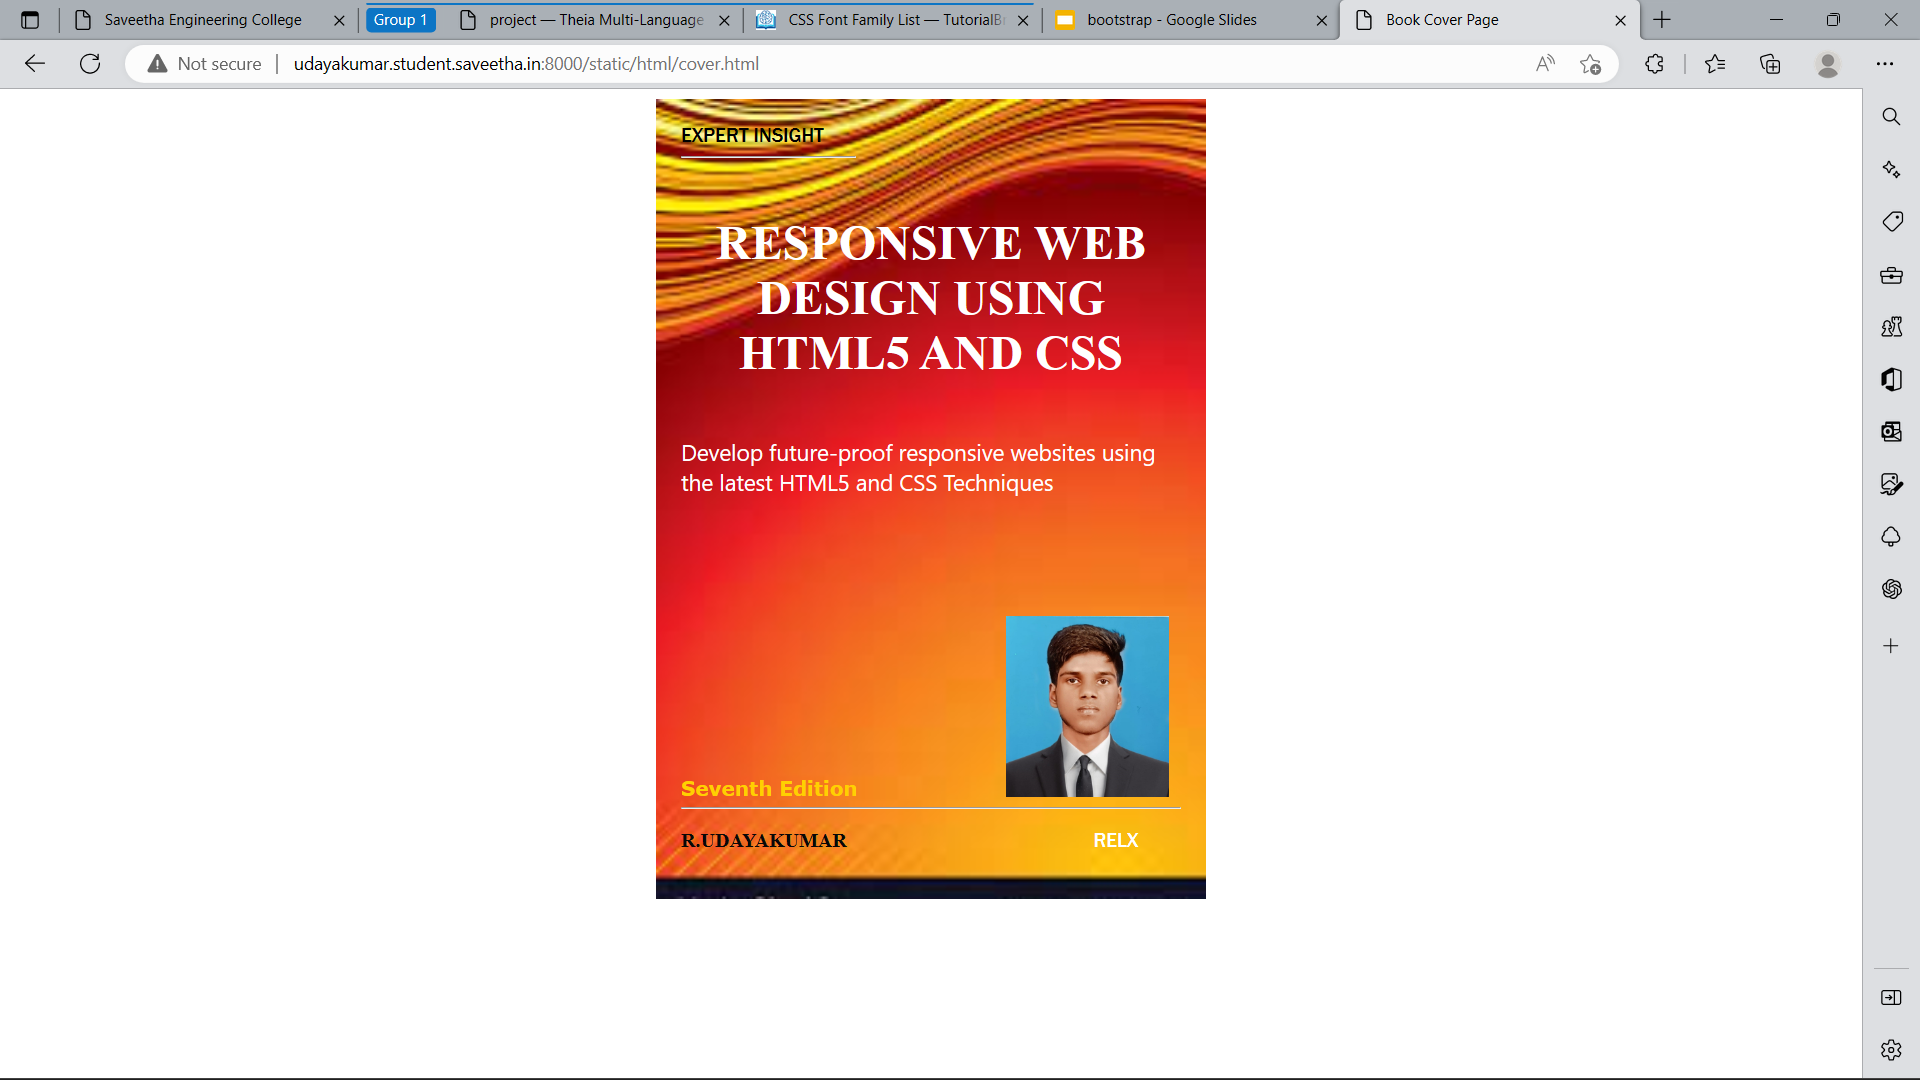 Saveetha Engineering College
Group 1
project — Theia Multi-Language
CSS Font Family List — TutorialBr
bootstrap - Google Slides
Book Cover Page
Not secure
udayakumar.student.saveetha.in:8000/static/html/cover.html
EXPERT INSIGHT
RESPONSIVE WEB
DESIGN USING
HTML5 AND CSS
Develop future-proof responsive websites using
the latest HTML5 and CSS Techniques
Seventh Edition
R.UDAYAKUMAR
RELX